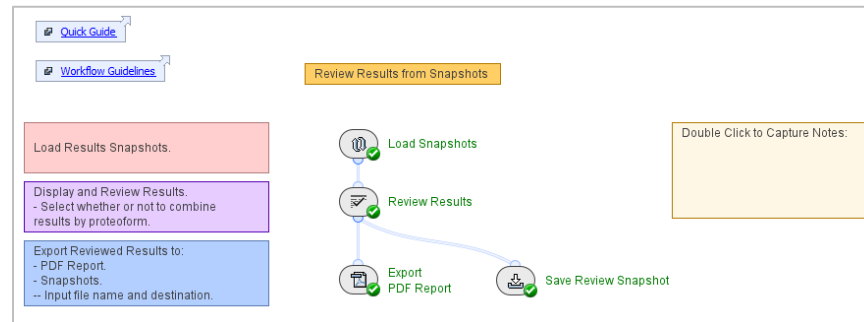 Quick Guide
Workflow Guidelines
Review Results from Snapshots
Load Results Snapshots.
Display and Review Results.
- Select whether or not to combine
results by proteoform.
Export Reviewed Results to:
- PDF Report.
- Snapshots.
-- Input file name and destination.
Load Snapshots
Review Results
Export
PDF Report
Save Review Snapshot
Double Click to Capture Notes: